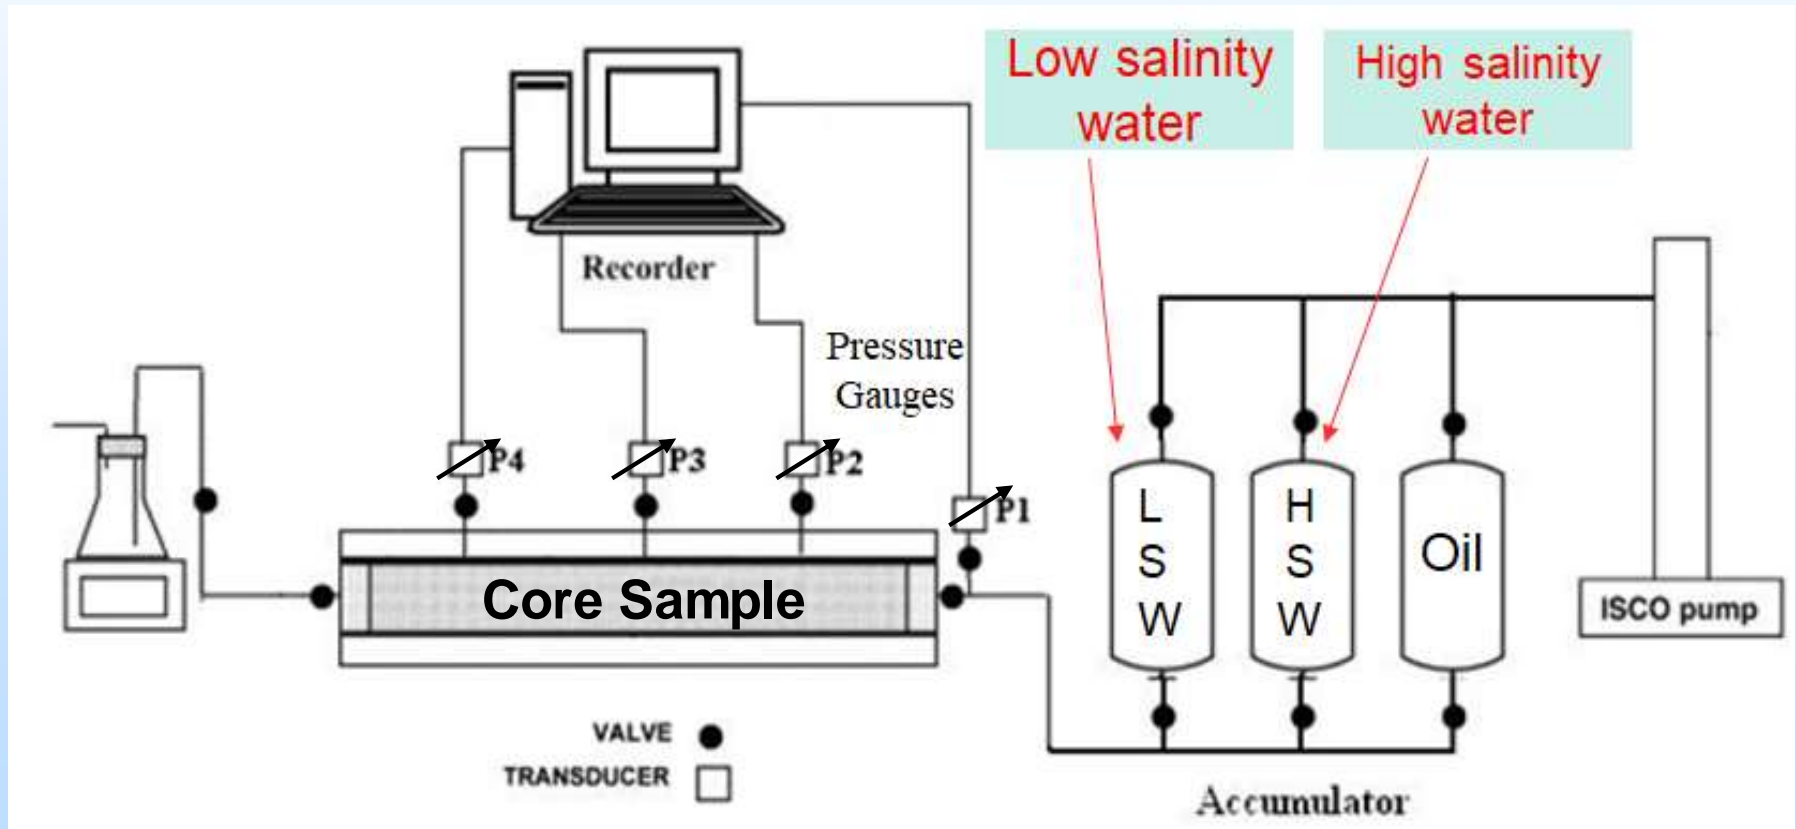 Low salinity
water
High salinity
water
Recorder
Pressure
Gauges
P4
P3
P2
P1
L
S
W
H
S
W
Oil
Core Sample
ISCO pump
VALVE
TRANSDUCER
Accumulator